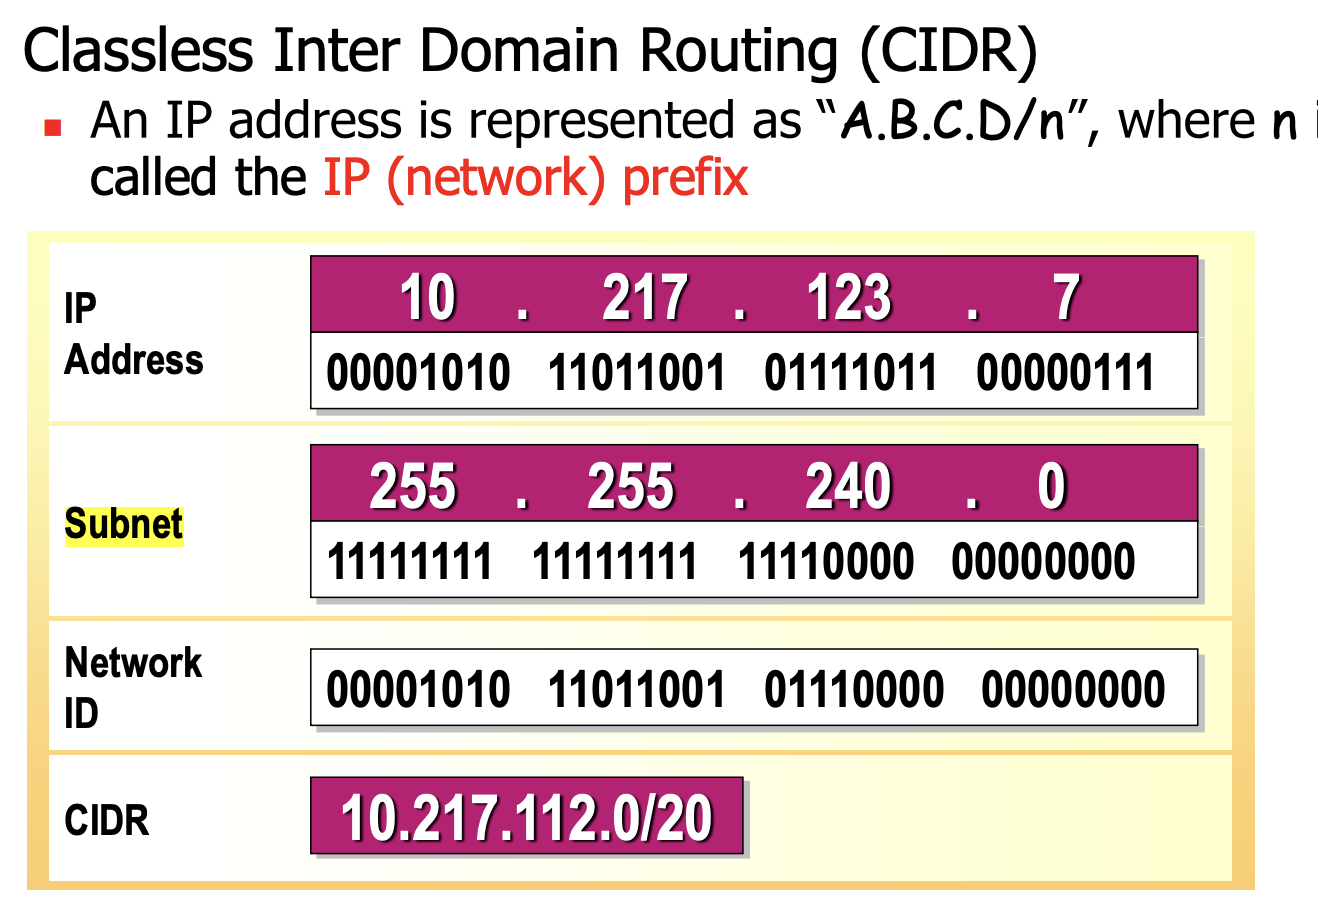 Classless Inter Domain Routing (CIDR)
An IP address is represented as “A.B.C.D/n”, where n
called the IP (network) prefix
IP
Address
10 . 217 . 123 . 7
00001010 11011001 01111011 00000111
Subnet
255 . 255 . 240 . 0
11111111 11111111 11110000 00000000
Network
ID
00001010 11011001 01110000 00000000
CIDR
10.217.112.0/20